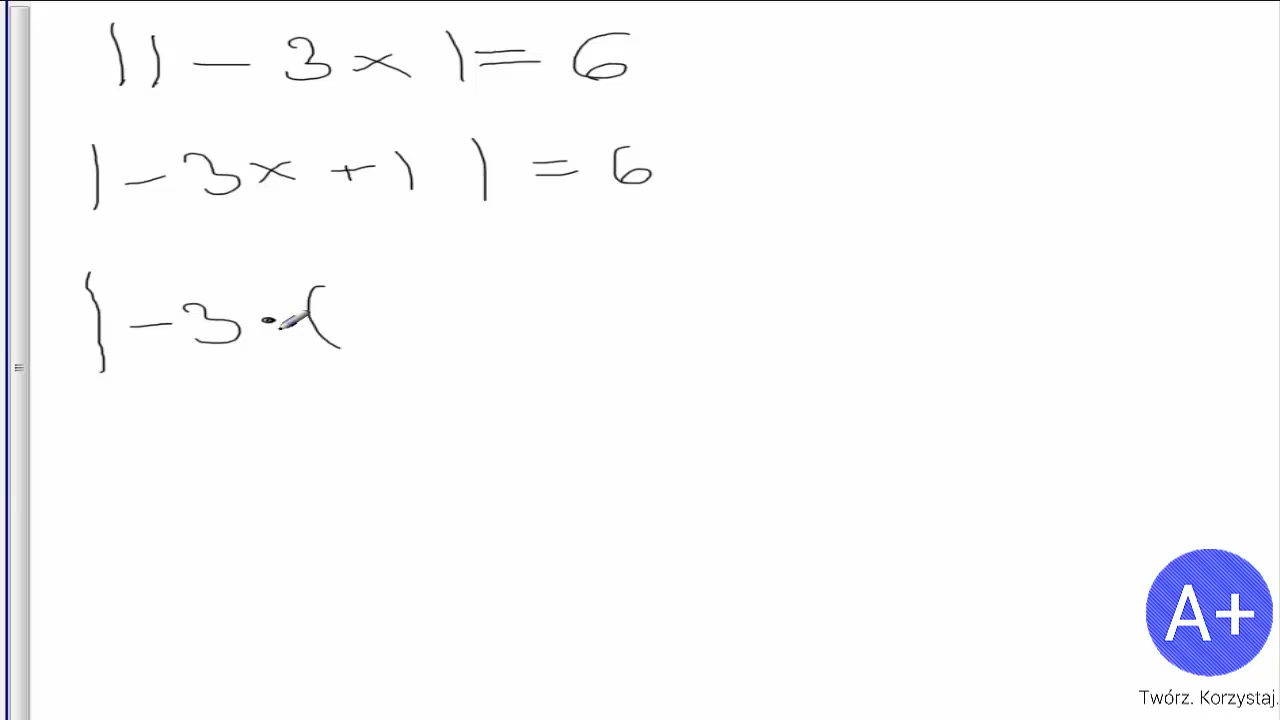 |1 - 3x| = 6
|-3x + 1| = 6
|-3·(
A+
Twórz. Korzystaj.